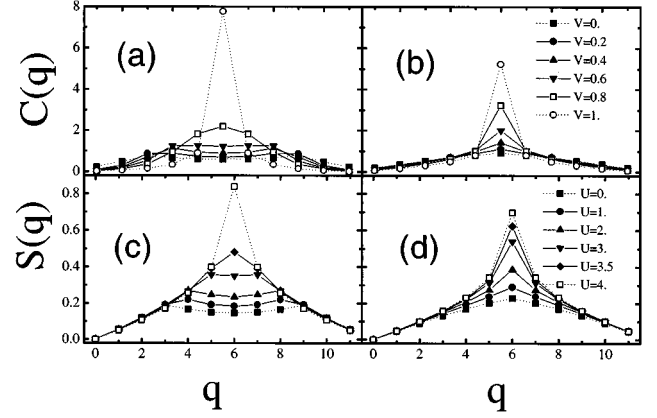 8
6
4
2
0
C(q)
(a)
(b)
V=0.
V=0.2
V=0.4
V=0.6
V=0.8
V=1.
0.8
0.6
0.4
0.2
0.0
S(q)
(c)
(d)
U=0.
U=1.
U=2.
U=3.
U=3.5
U=4.
0 2 4 6 8 10
0 2 4 6 8 10
q
q